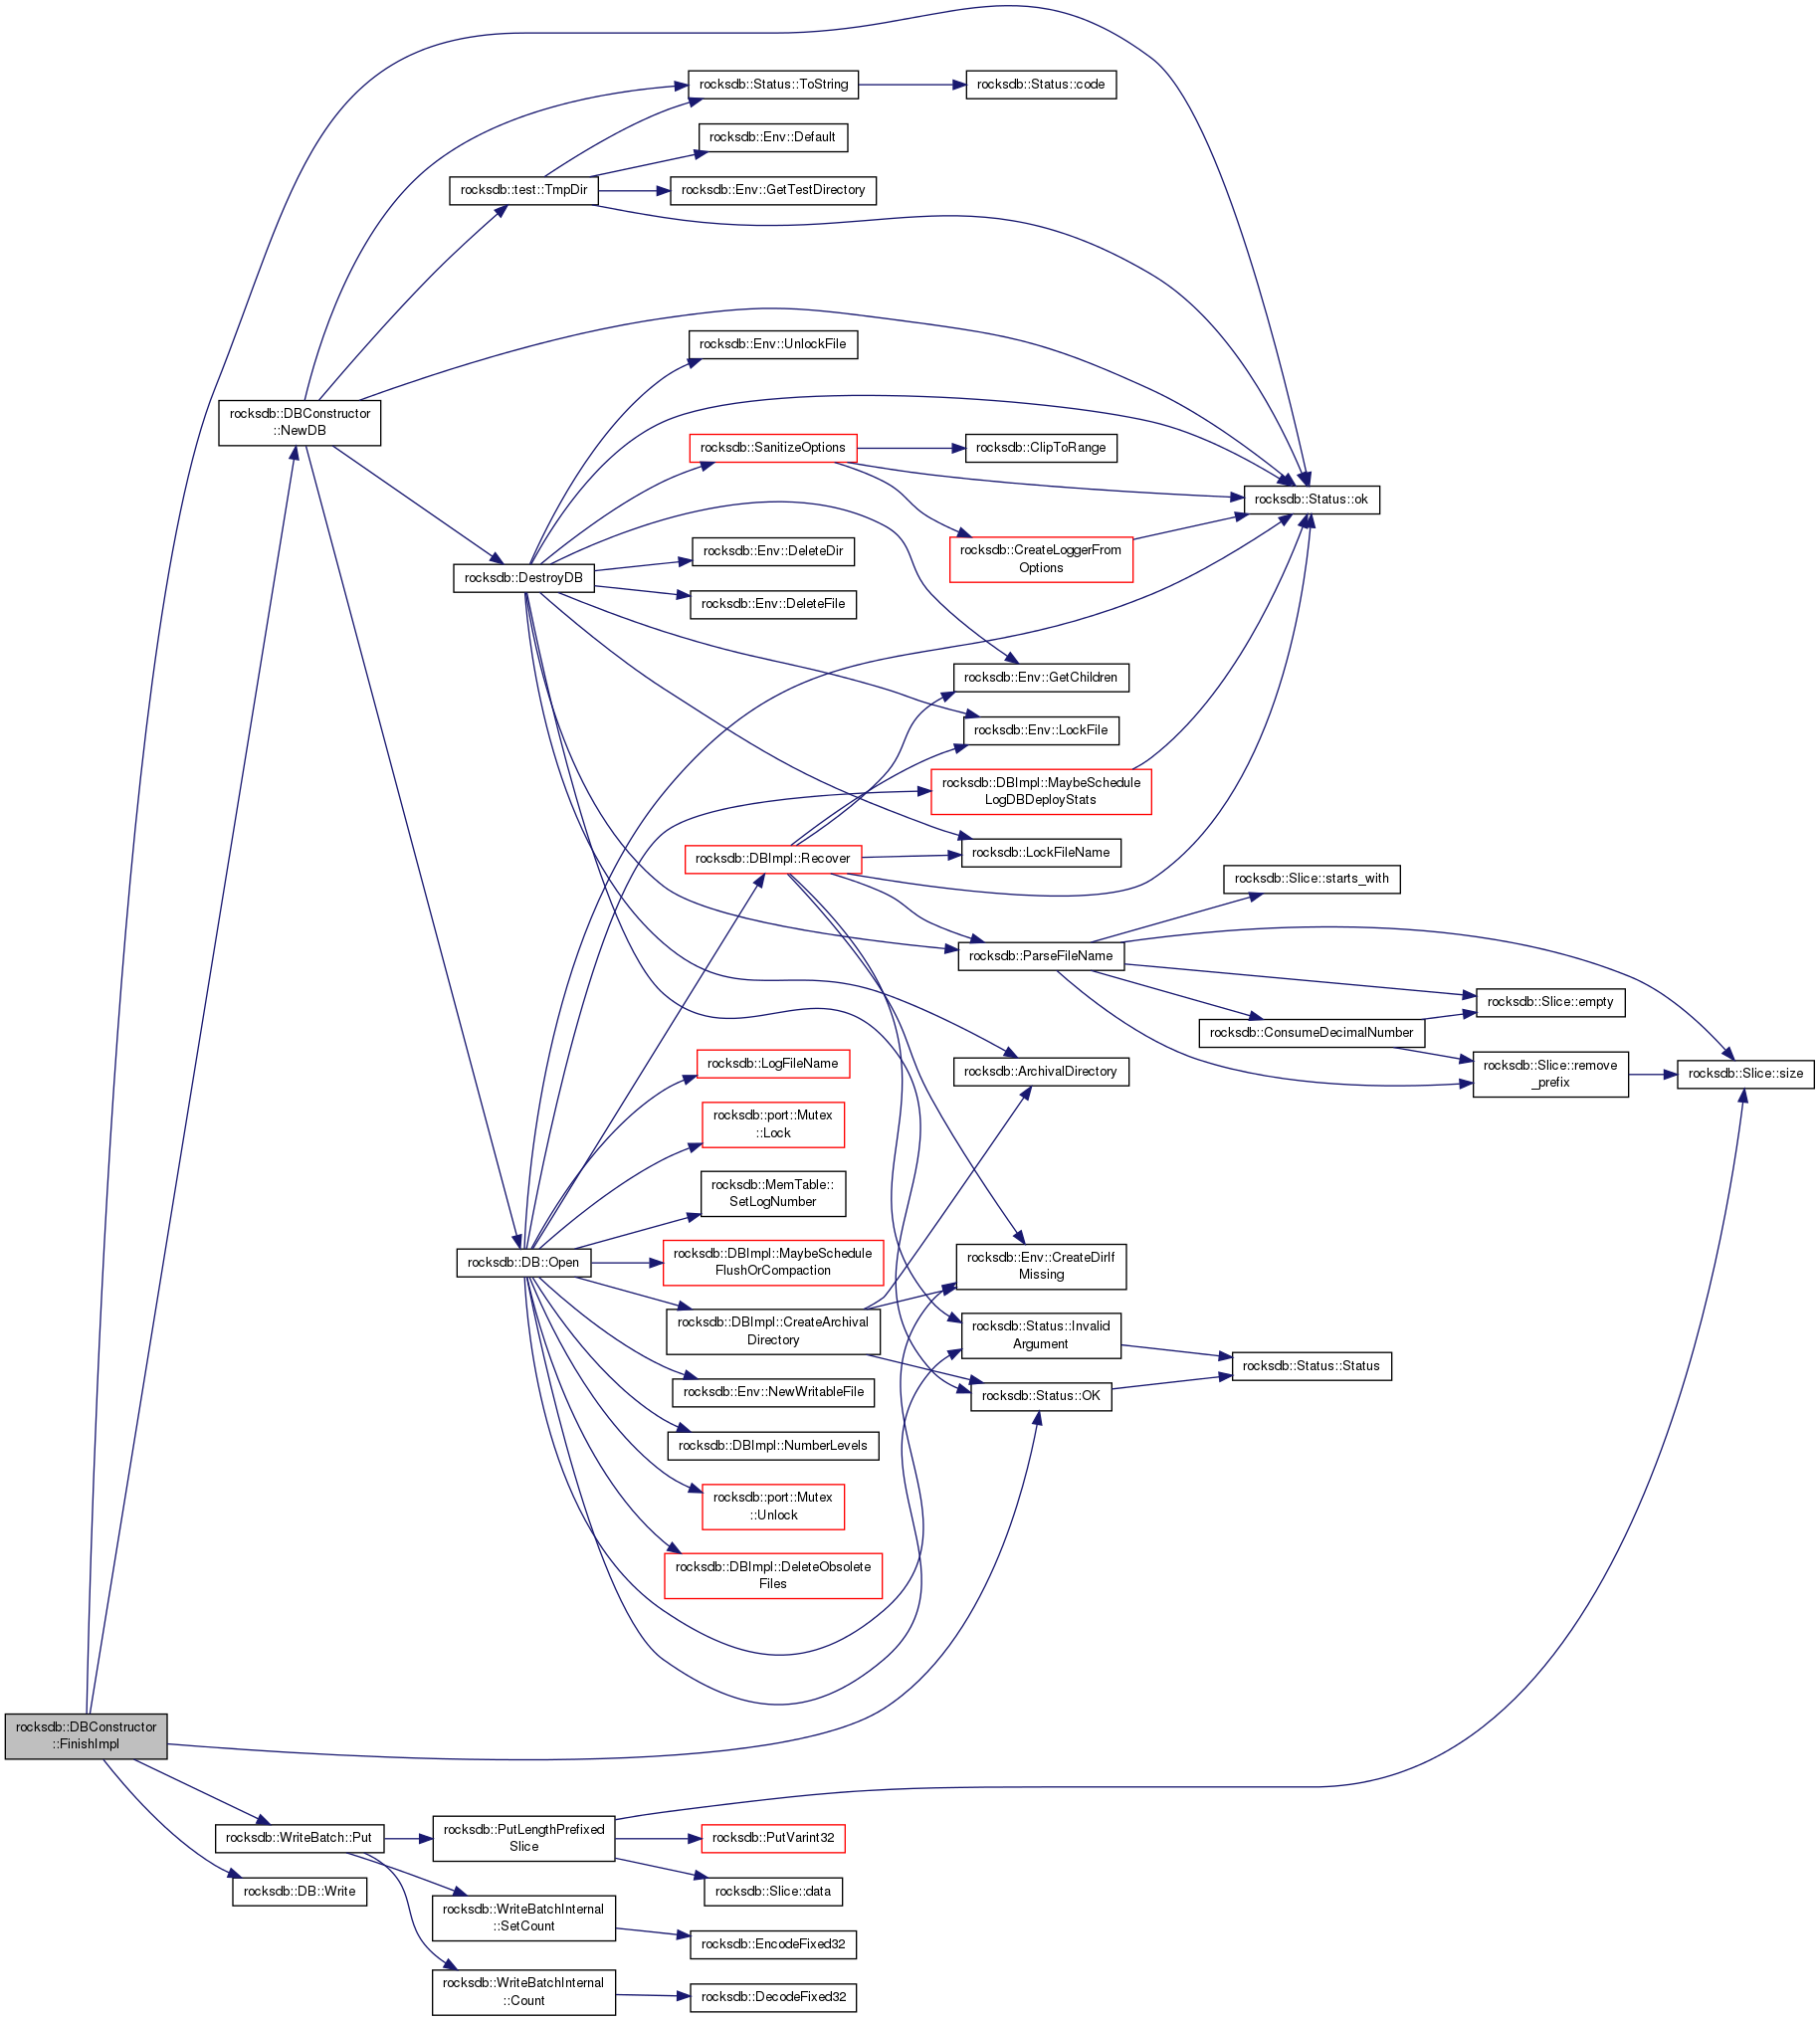 rocksdb::Status::ToString
rocksdb::Status::code
rocksdb::Env::Default
rocksdb::test::TmpDir
rocksdb::Env::GetTestDirectory
rocksdb::Env::UnlockFile
rocksdb::DBConstructor
::NewDB
rocksdb::SanitizeOptions
rocksdb::ClipToRange
rocksdb::Status::ok
rocksdb::Env::DeleteDir
rocksdb::CreateLoggerFrom
Options
rocksdb::DestroyDB
rocksdb::Env::DeleteFile
rocksdb::Env::GetChildren
rocksdb::Env::LockFile
rocksdb::DBImpl::MaybeSchedule
LogDBDeployStats
rocksdb::DBImpl::Recover
rocksdb::LockFileName
rocksdb::Slice::starts_with
rocksdb::ParseFileName
rocksdb::Slice::empty
rocksdb::ConsumeDecimalNumber
rocksdb::LogFileName
rocksdb::ArchivalDirectory
rocksdb::Slice::remove
_prefix
rocksdb::Slice::size
rocksdb::port::Mutex
::Lock
rocksdb::MemTable::
SetLogNumber
rocksdb::DB::Open
rocksdb::DBImpl::MaybeSchedule
FlushOrCompaction
rocksdb::Env::CreateDirIf
Missing
rocksdb::DBImpl::CreateArchival
Directory
rocksdb::Status::Invalid
Argument
rocksdb::Status::Status
rocksdb::Env::NewWritableFile
rocksdb::Status::OK
rocksdb::DBImpl::NumberLevels
rocksdb::port::Mutex
::Unlock
rocksdb::DBImpl::DeleteObsolete
Files
rocksdb::DBConstructor
::FinishImpl
rocksdb::WriteBatch::Put
rocksdb::PutLengthPrefixed
Slice
rocksdb::PutVarint32
rocksdb::DB::Write
rocksdb::Slice::data
rocksdb::WriteBatchInternal
::SetCount
rocksdb::EncodeFixed32
rocksdb::WriteBatchInternal
::Count
rocksdb::DecodeFixed32